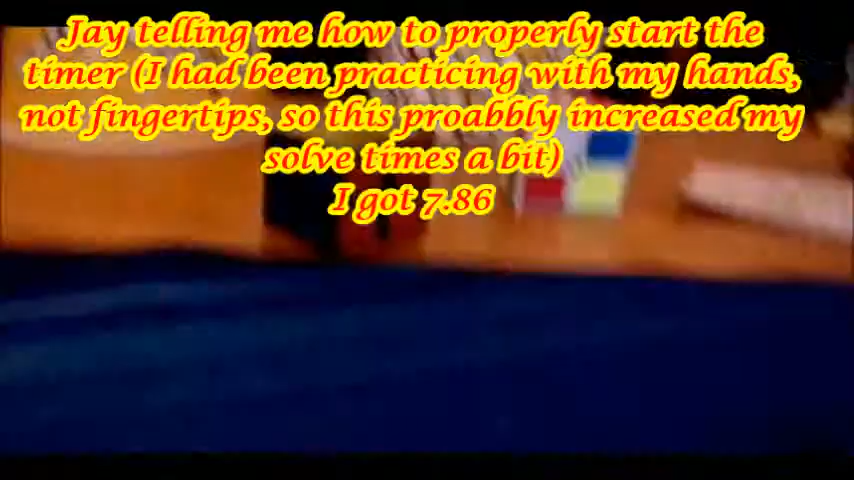 Jay telling me how to properly start the
timer (I had been practicing with my hands,
not fingertips, so this proabbly increased my
solve times a bit)
I got 7.86